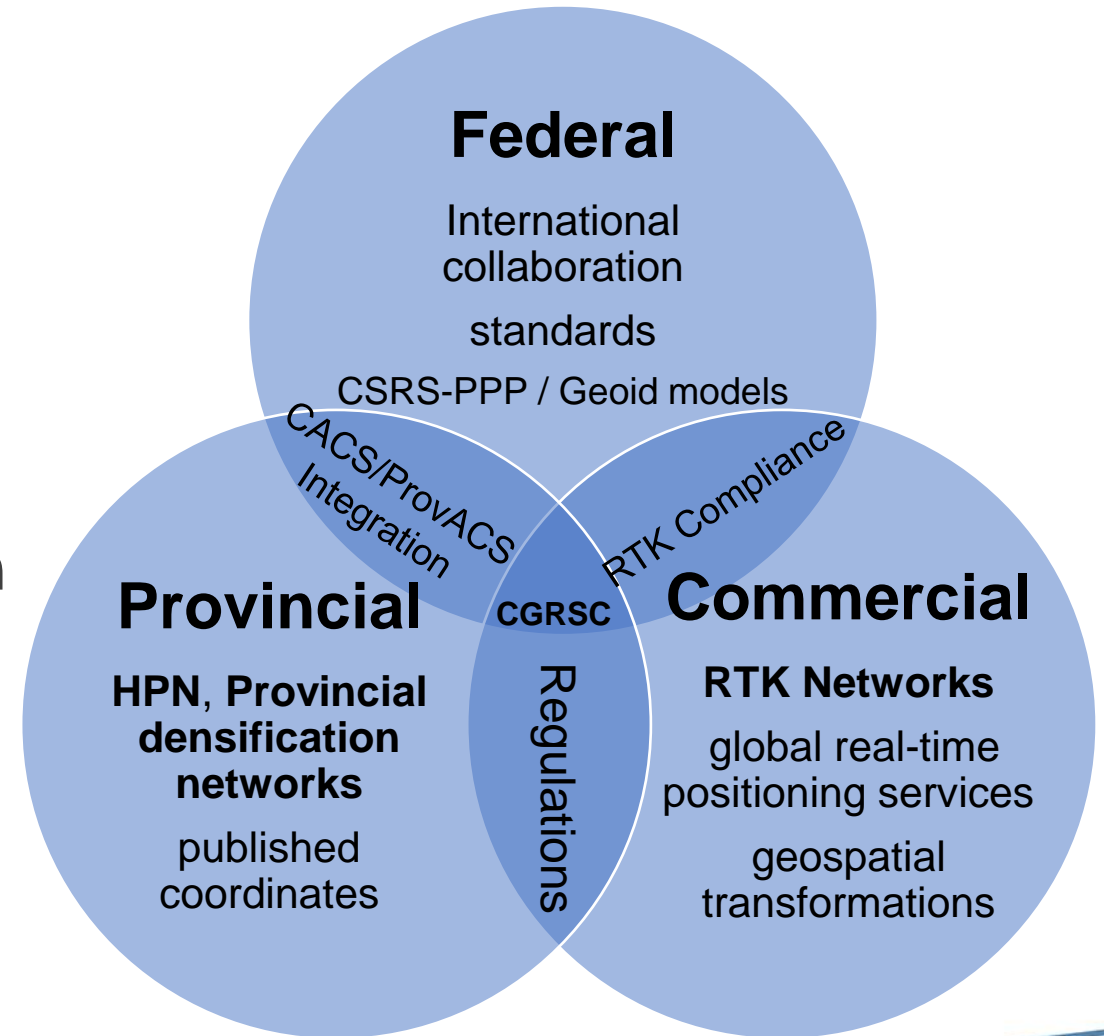 Federal
International
collaboration
standards
CSRS-PPP / Geoid models
CACS/ProvACS
Integration
RTK Compliance
CGRSC
Provincial
HPN, Provincial
densification
networks
published
coordinates
Regulations
Commercial
RTK Networks
global real-time
positioning services
geospatial
transformations